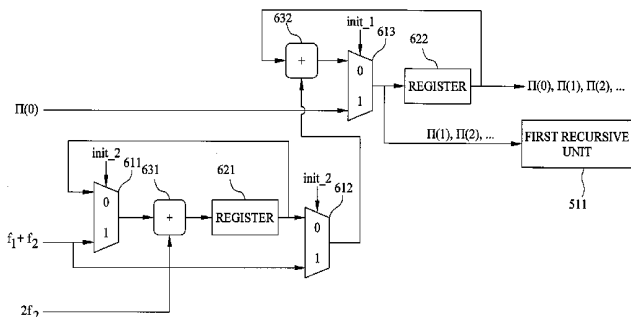 632
init_1
613
622
+
0
1
REGISTER
Π(0), Π(1), Π(2), ...
Π(0)
Π(1), Π(2), ...
FIRST RECURSIVE
UNIT
511
init_2
611
631
621
init_2
612
0
1
+
REGISTER
0
1
f₁+ f₂
2f₂